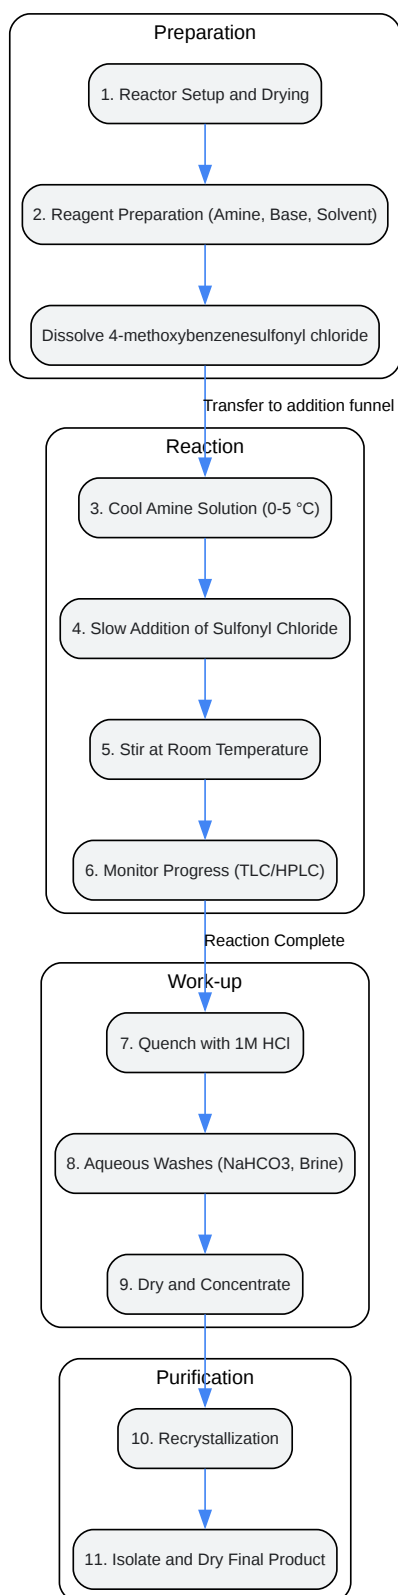 Preparation
1. Reactor Setup and Drying
2. Reagent Preparation (Amine, Base, Solvent)
Dissolve 4-methoxybenzenesulfonyl chloride
Transfer to addition funnel
Reaction
3. Cool Amine Solution (0-5 °C)
4. Slow Addition of Sulfonyl Chloride
5. Stir at Room Temperature
6. Monitor Progress (TLC/HPLC)
Reaction Complete
Work-up
7. Quench with 1M HCl
8. Aqueous Washes (NaHCO3, Brine)
9. Dry and Concentrate
Purification
10. Recrystallization
11. Isolate and Dry Final Product